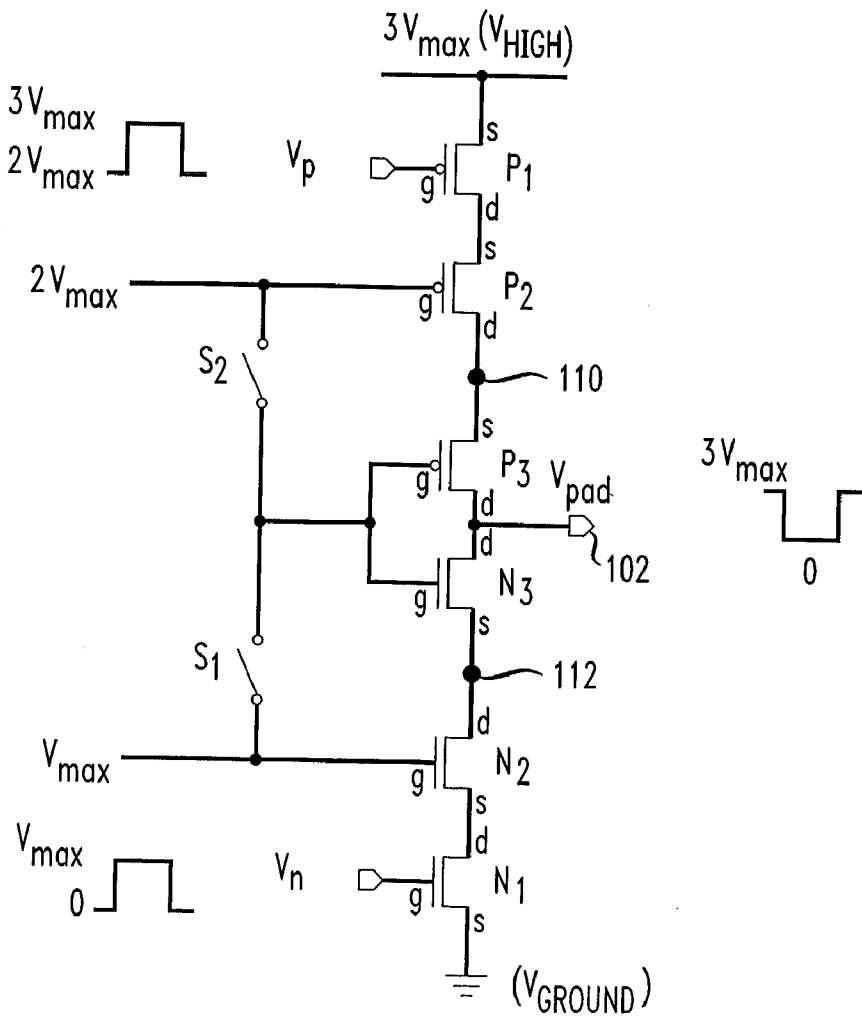 3Vmax (VHIGH)
3Vmax
2Vmax
Vp
g
s
P1
d
s
2Vmax
g
P2
d
110
S2
s
g
P3
Vpad
3Vmax
d
d
102
0
g
N3
s
S1
112
d
Vmax
g
N2
s
d
Vmax
0
Vn
g
N1
s
(VGROUND)